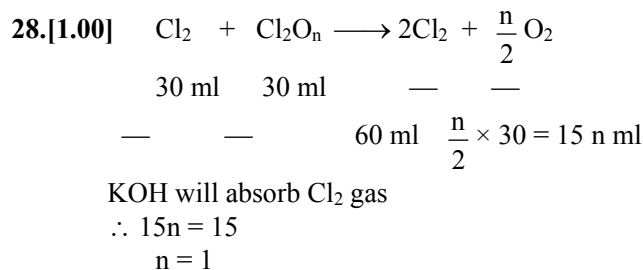 28.[1.00] Cl₂ + Cl₂Oₙ ⟶ 2Cl₂ + n/2 O₂
30 ml 30 ml — —
— — 60 ml n/2 × 30 = 15 n ml
KOH will absorb Cl₂ gas
∴ 15n = 15
n = 1